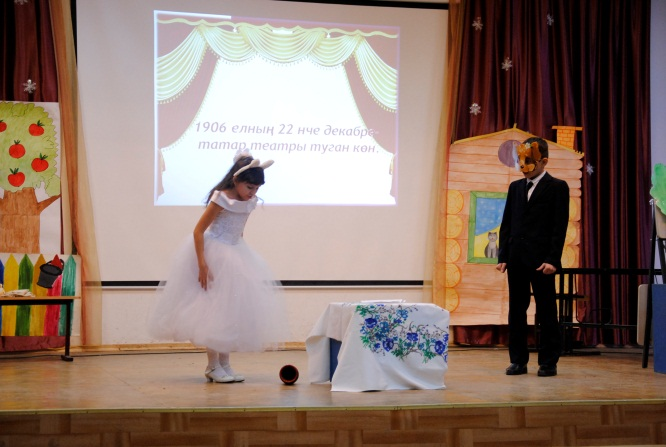 1906 елның 22 нче декабре-
татар театры туган көн.